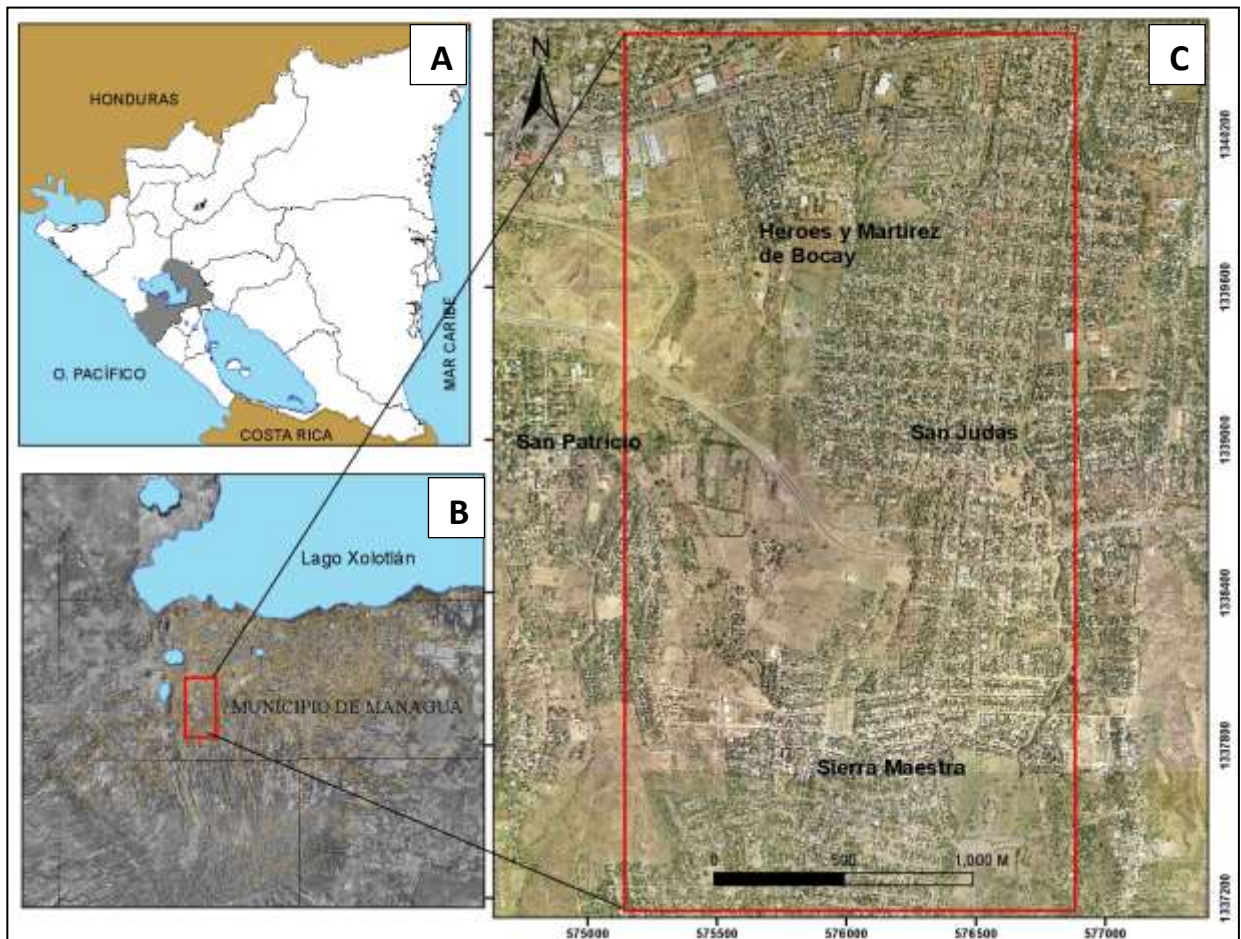 A
HONDURAS
O. PACÍFICO
MAR CARIBE
COSTA RICA
B
Lago Xolotlán
MUNICIPIO DE MANAGUA
C
N
Heroes y Martirez
de Bocay
San Patricio
San Judas
Sierra Maestra
0 500 1,000 M
1340200
1339600
1339000
1338400
1337800
1337200
575000 575500 576000 576500 577000